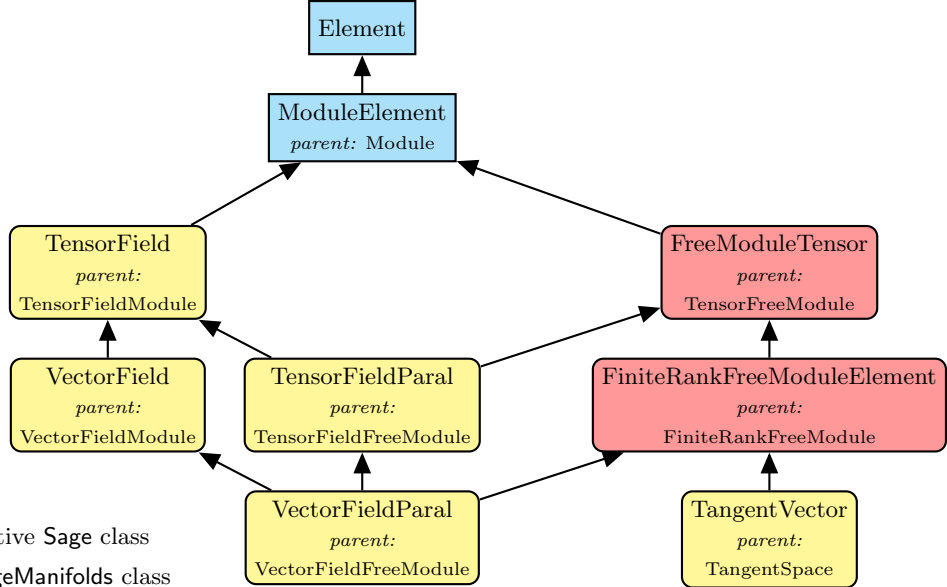 Element
ModuleElement
parent: Module
TensorField
parent:
TensorFieldModule
FreeModuleTensor
parent:
TensorFreeModule
VectorField
parent:
VectorFieldModule
TensorFieldParal
parent:
TensorFieldFreeModule
FiniteRankFreeModuleElement
parent:
FiniteRankFreeModule
VectorFieldParal
parent:
VectorFieldFreeModule
TangentVector
parent:
TangentSpace
Sage class
class